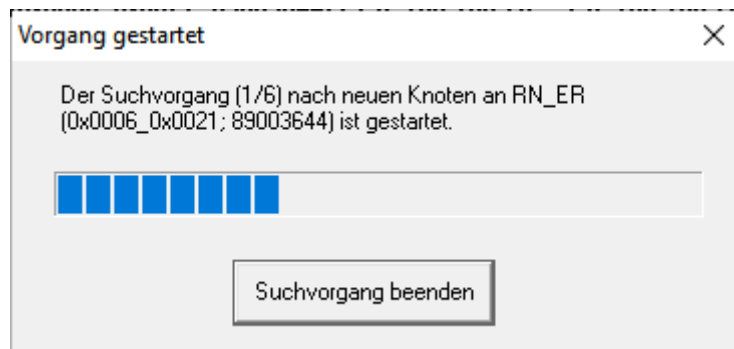 Vorgang gestartet
Der Suchvorgang (1/6) nach neuen Knoten an RN_ER
(0x0006_0x0021; 89003644) ist gestartet.
Suchvorgang beenden